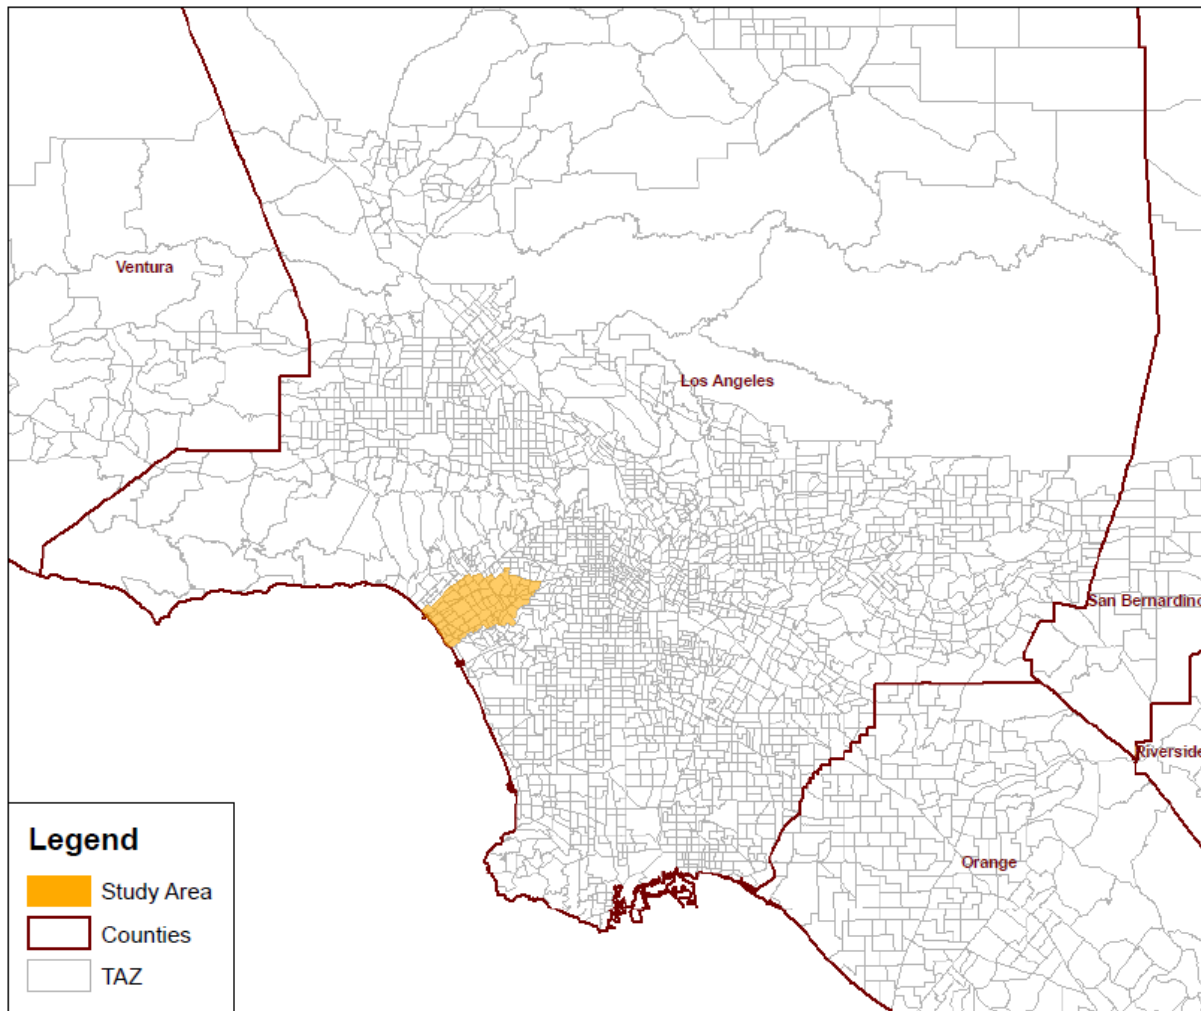 Ventura
Los Angeles
San Bernardino
Riverside
Orange
Legend
Study Area
Counties
TAZ